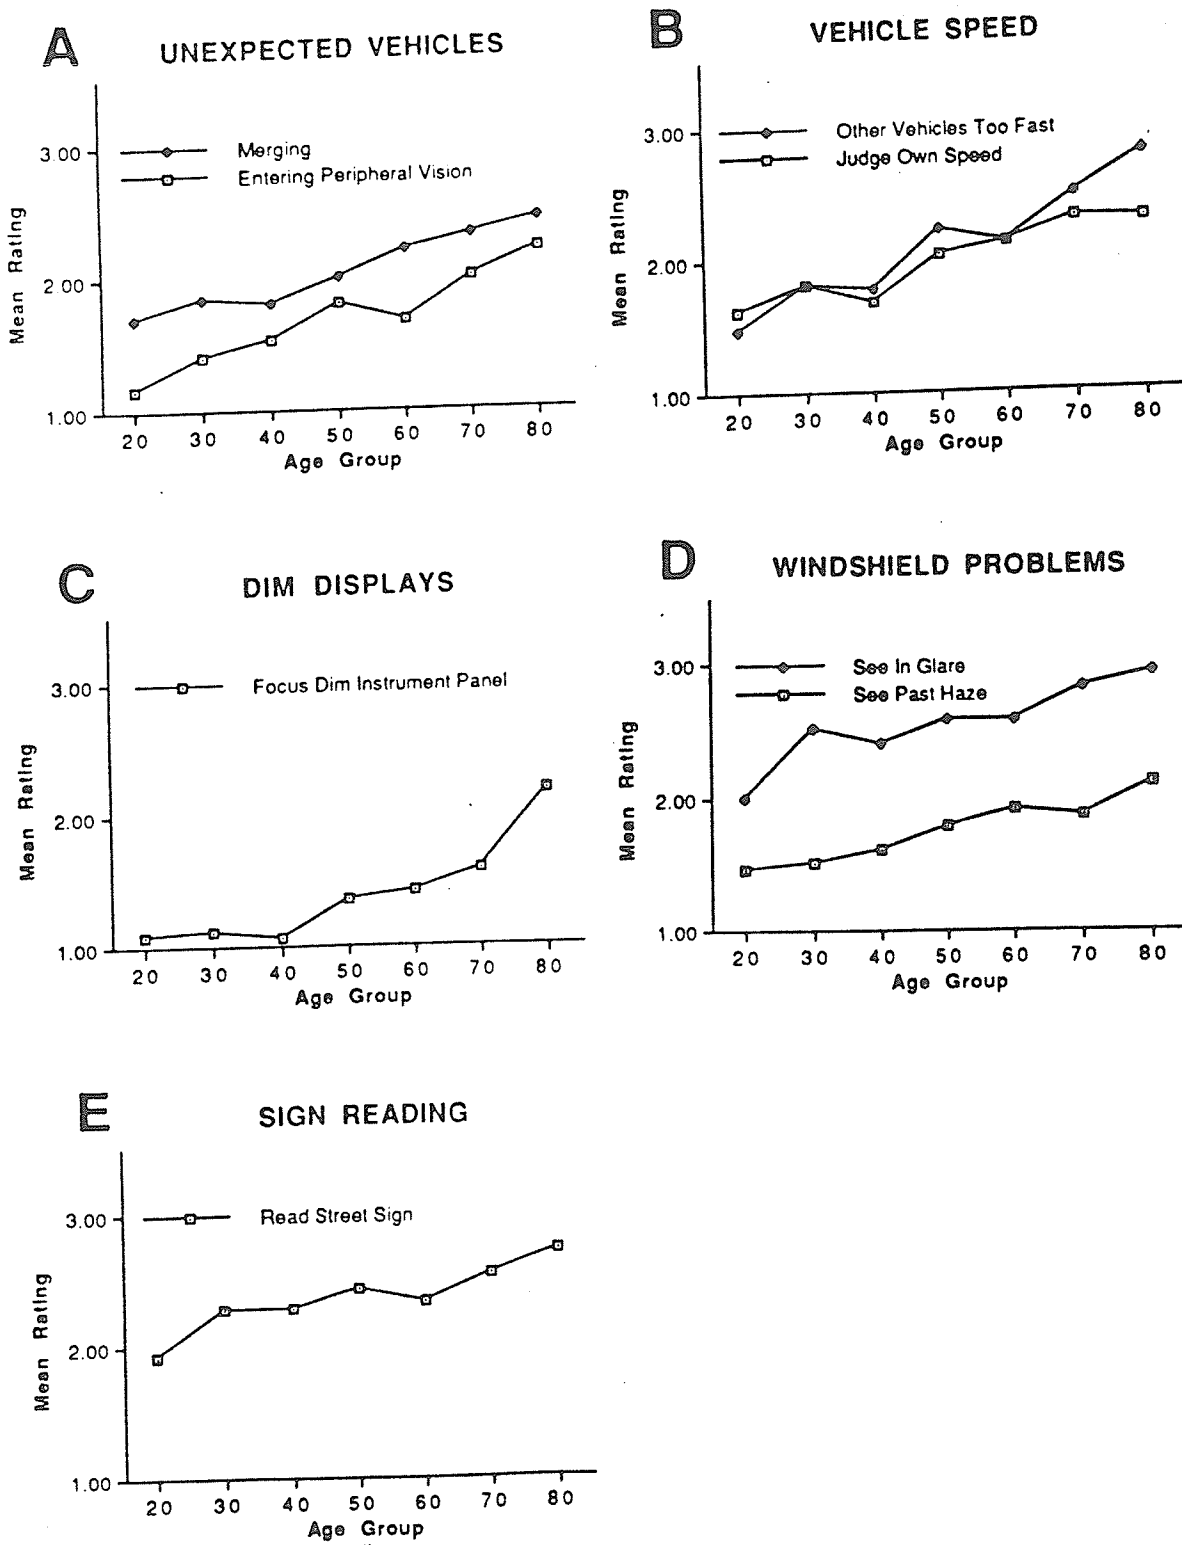 A UNEXPECTED VEHICLES
3.00
2.00
1.00
Merging
Entering Peripheral Vision
Mean Rating
20 30 40 50 60 70 80
Age Group
B VEHICLE SPEED
3.00
2.00
1.00
Other Vehicles Too Fast
Judge Own Speed
Mean Rating
20 30 40 50 60 70 80
Age Group
C DIM DISPLAYS
3.00
2.00
1.00
Focus Dim Instrument Panel
Mean Rating
20 30 40 50 60 70 80
Age Group
D WINDSHIELD PROBLEMS
3.00
2.00
1.00
See In Glare
See Past Haze
Mean Rating
20 30 40 50 60 70 80
Age Group
E SIGN READING
3.00
2.00
1.00
Read Street Sign
Mean Rating
20 30 40 50 60 70 80
Age Group